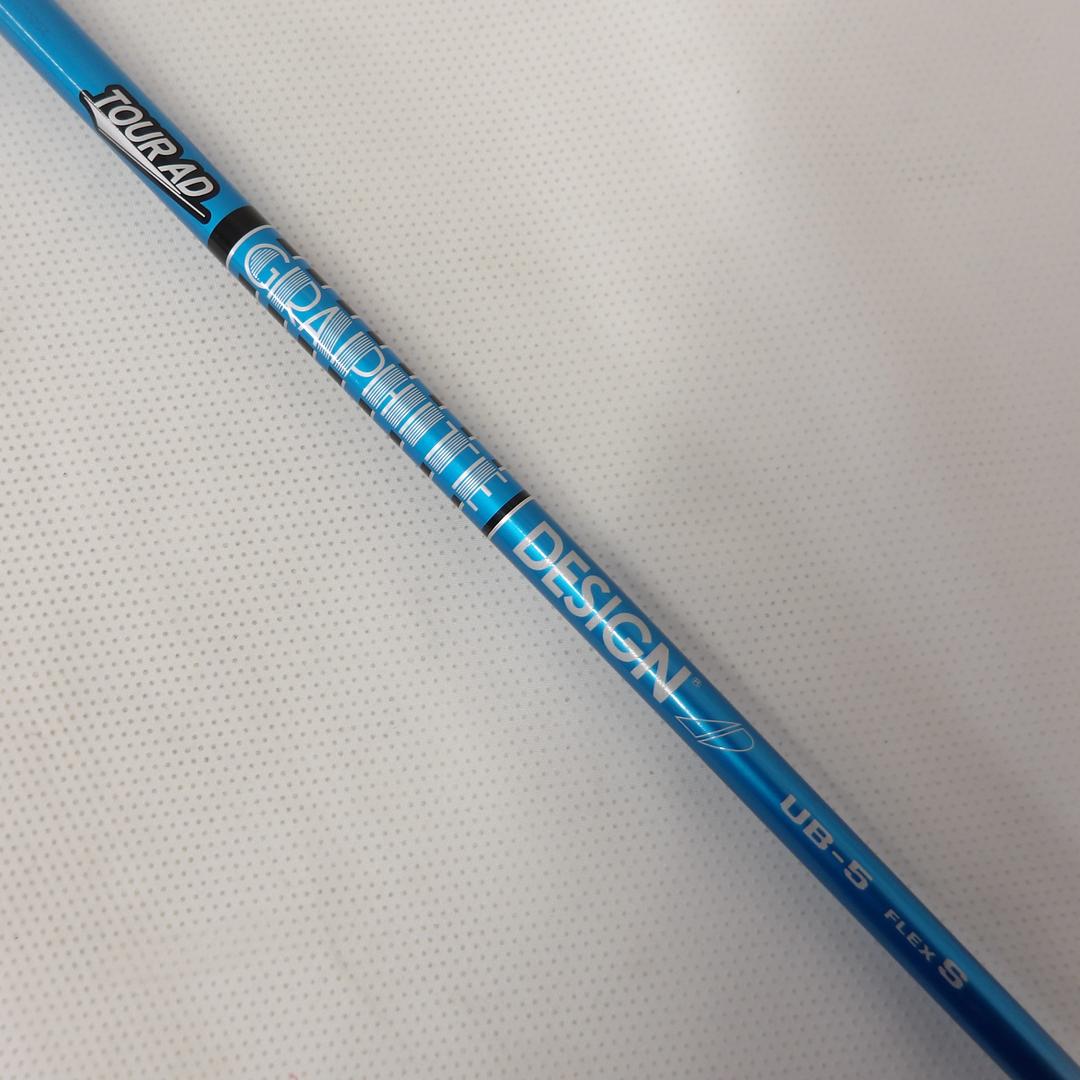 TOUR AD
GRAPHITE
DESIGN®
UB-5
FLEX S